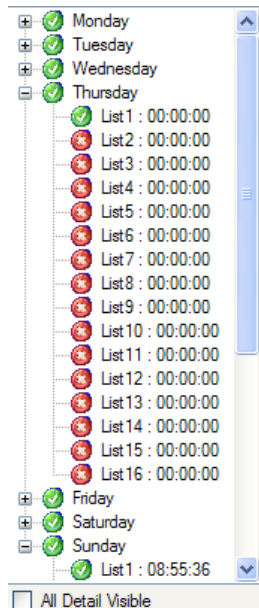 Monday
Tuesday
Wednesday
Thursday
List1 : 00:00:00
List2 : 00:00:00
List3 : 00:00:00
List4 : 00:00:00
List5 : 00:00:00
List6 : 00:00:00
List7 : 00:00:00
List8 : 00:00:00
List9 : 00:00:00
List10 : 00:00:00
List11 : 00:00:00
List12 : 00:00:00
List13 : 00:00:00
List14 : 00:00:00
List15 : 00:00:00
List16 : 00:00:00
Friday
Saturday
Sunday
List1 : 08:55:36
All Detail Visible